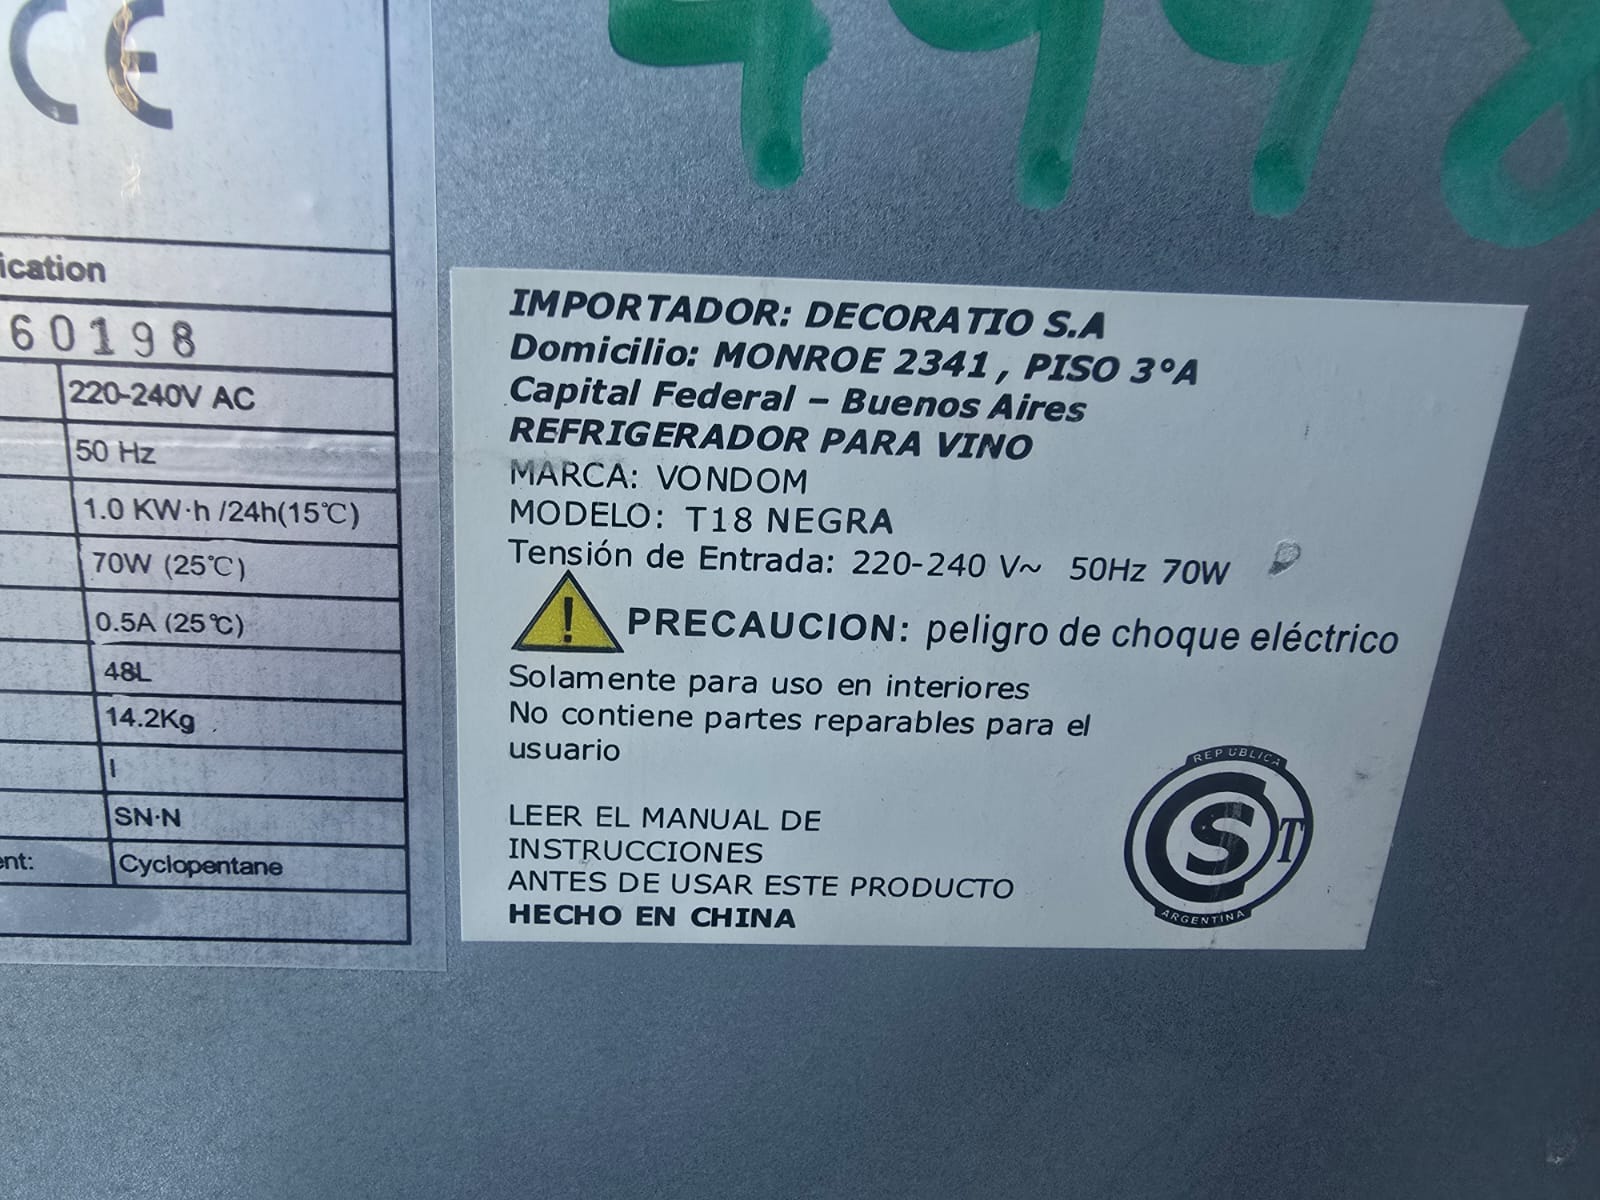 CE
60198
220-240V AC
50 Hz
1.0 KW·h /24h(15℃)
70W (25℃)
0.5A (25℃)
48L
14.2Kg
I
SN·N
Cyclopentane
IMPORTADOR: DECORATIO S.A
Domicilio: MONROE 2341 , PISO 3°A
Capital Federal – Buenos Aires
REFRIGERADOR PARA VINO
MARCA: VONDOM
MODELO: T18 NEGRA
Tensión de Entrada: 220-240 V~ 50Hz 70W
! PRECAUCION: peligro de choque eléctrico
Solamente para uso en interiores
No contiene partes reparables para el
usuario
LEER EL MANUAL DE
INSTRUCCIONES
ANTES DE USAR ESTE PRODUCTO
HECHO EN CHINA
REPUBLICA
S T
ARGENTINA